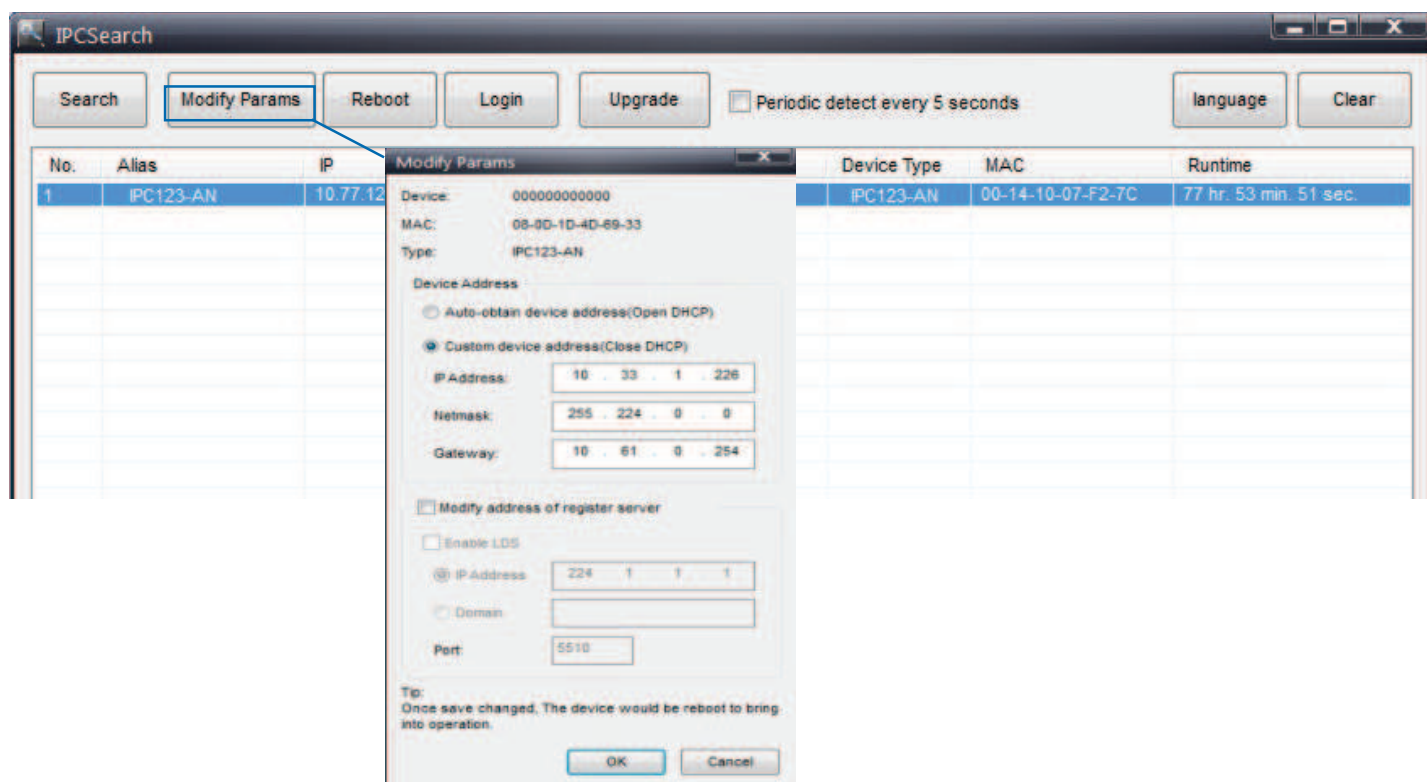 IPCSearch
Search Modify Params Reboot Login Upgrade Periodic detect every 5 seconds language Clear
No. Alias IP Device Type MAC Runtime
1 IPC123-AN 10.77.12 IPC123-AN 00-14-10-07-F2-7C 77 hr. 53 min. 51 sec.
Modify Params
Device: 000000000000
MAC: 08-0D-1D-4D-69-33
Type: IPC123-AN
Device Address
Auto-obtain device address(Open DHCP)
Custom device address(Close DHCP)
IP Address: 10 . 33 . 1 . 226
Netmask: 255 . 224 . 0 . 0
Gateway: 10 . 61 . 0 . 254
Modify address of register server
Enable LDS
IP Address 224 1 1 1
Domain
Port: 5510
Tip:
Once save changed, The device would be reboot to bring
into operation.
OK Cancel